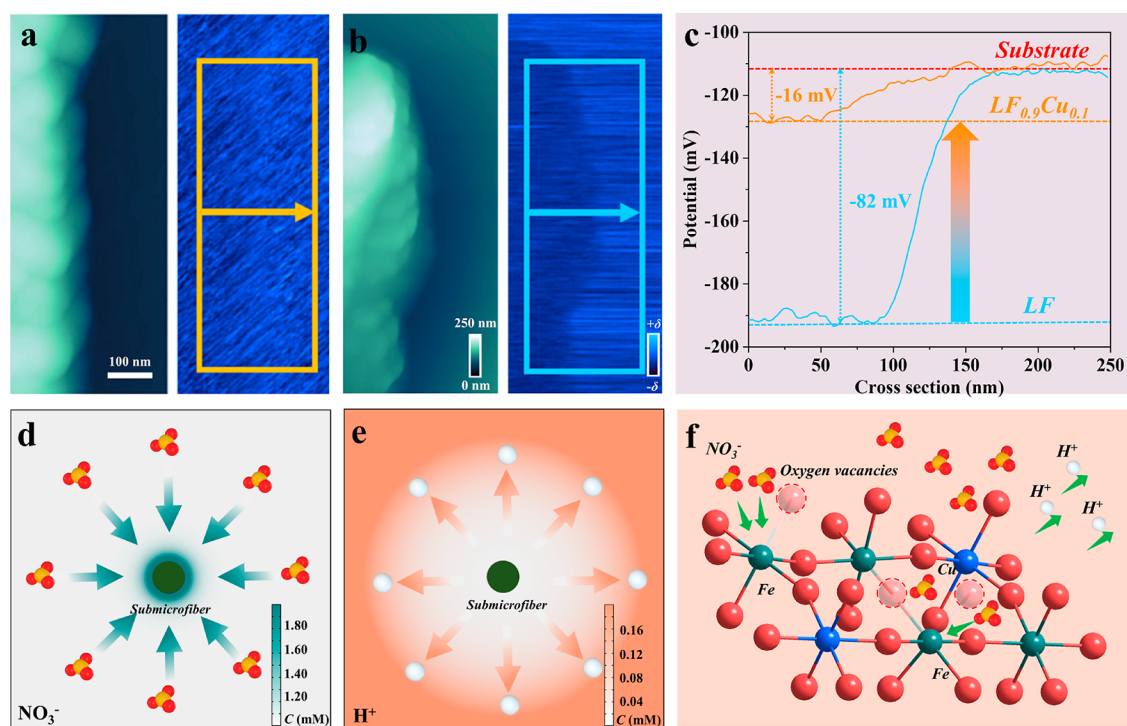 a
100 nm
b
250 nm
0 nm
+δ
-δ
c
-100
-120
-140
-160
-180
-200
Potential (mV)
0
50
100
150
200
250
Cross section (nm)
Substrate
-16 mV
LF0.9Cu0.1
-82 mV
LF
d
Submicrofiber
1.80
1.60
1.40
1.20
C (mM)
NO3-
e
Submicrofiber
0.16
0.12
0.08
0.04
C (mM)
H+
f
NO3-
Oxygen vacancies
H+
H+
H+
Fe
Cu
Fe